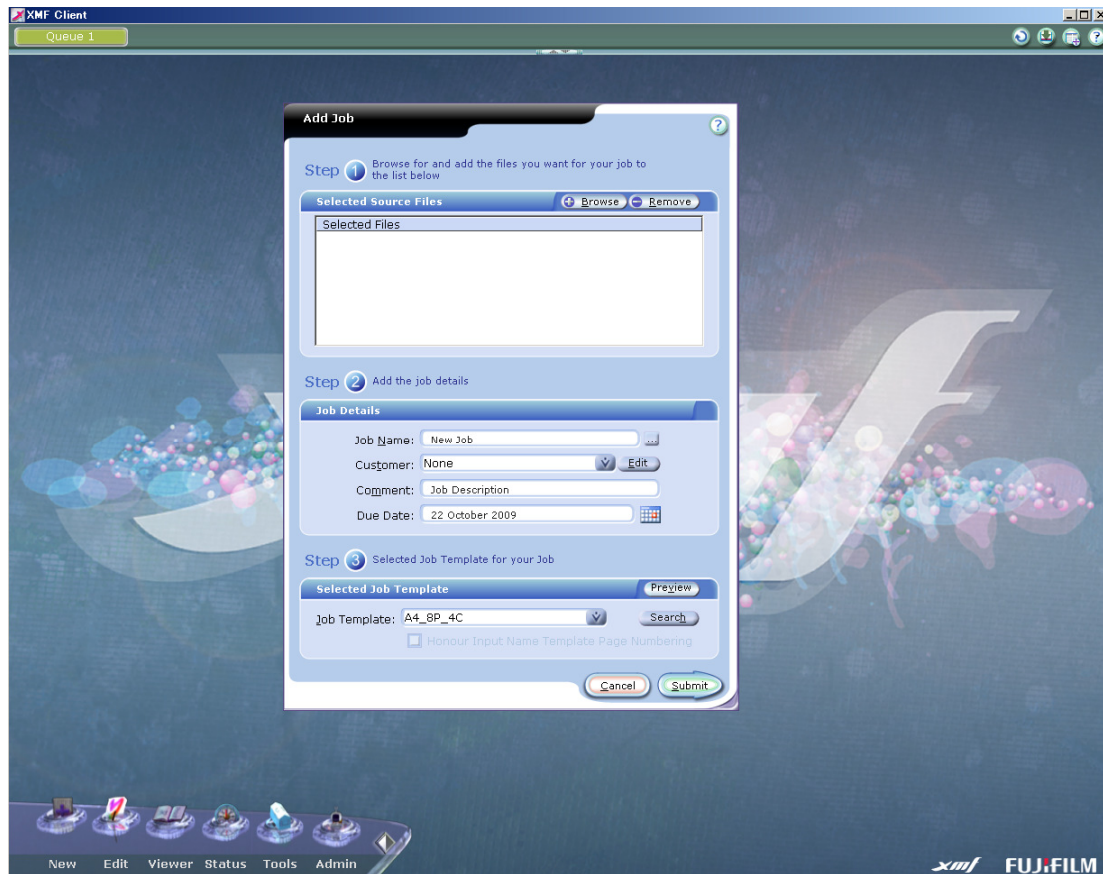 XMF Client
Queue 1
Add Job
?
?
Step 1 Browse for and add the files you want for your job to
the list below
Selected Source Files
Browse
Remove
Selected Files
Step 2 Add the job details
Job Details
Job Name: New Job ...
Customer: None Edit
Comment: Job Description
Due Date: 22 October 2009
Step 3 Selected Job Template for your Job
Selected Job Template
Preview
Job Template: A4_8P_4C Search
Honour Input Name Template Page Numbering
Cancel
Submit
New Edit Viewer Status Tools Admin
xmf FUJIFILM